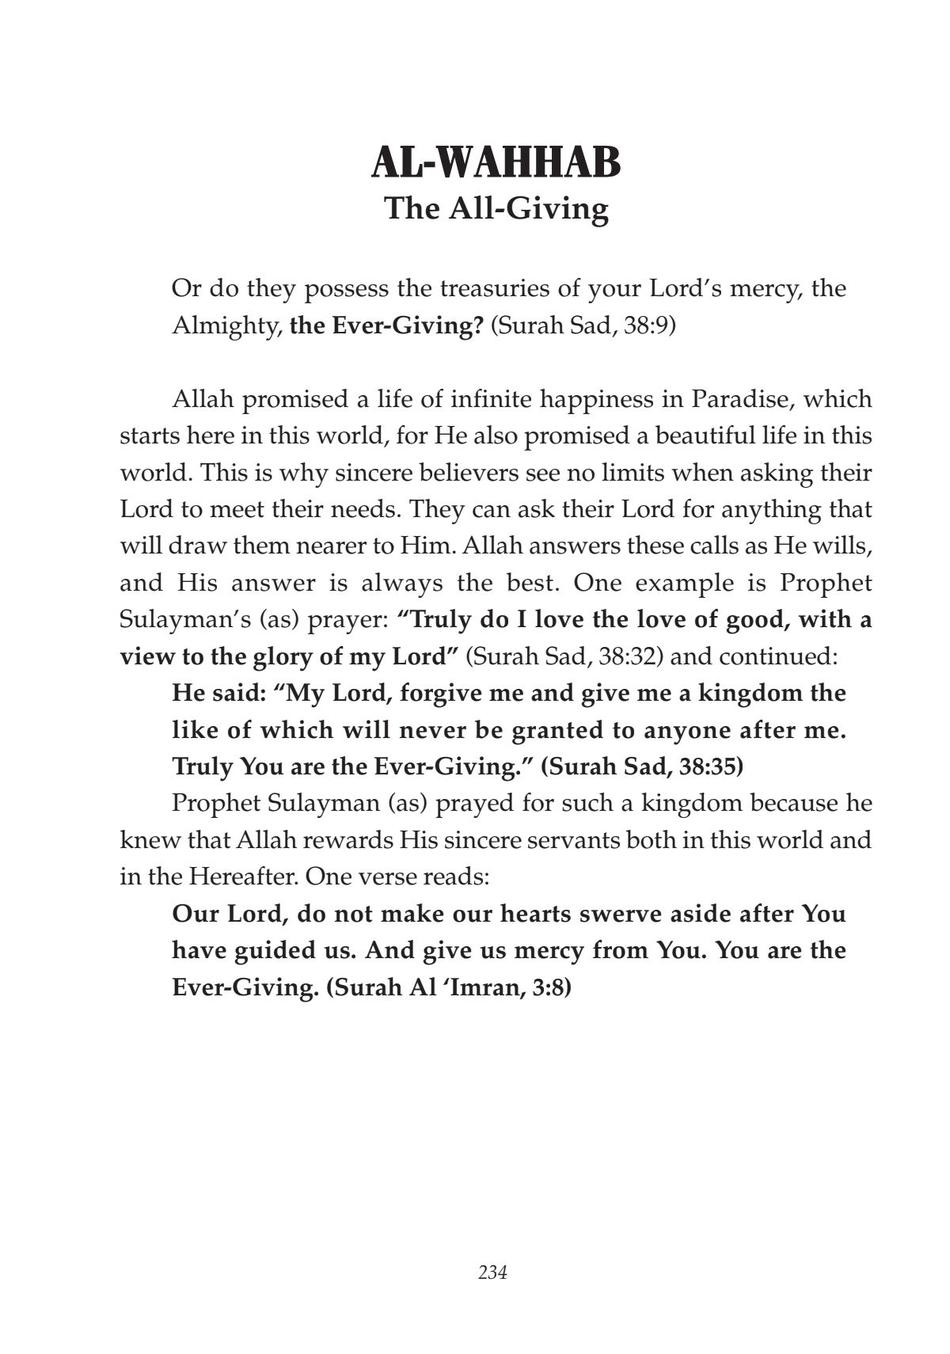 AL-WAHHAB
The All-Giving
Or do they possess the treasuries of your Lord’s mercy, the
Almighty, the Ever-Giving? (Surah Sad, 38:9)
Allah promised a life of infinite happiness in Paradise, which
starts here in this world, for He also promised a beautiful life in this
world. This is why sincere believers see no limits when asking their
Lord to meet their needs. They can ask their Lord for anything that
will draw them nearer to Him. Allah answers these calls as He wills,
and His answer is always the best. One example is Prophet
Sulayman’s (as) prayer: “Truly do I love the love of good, with a
view to the glory of my Lord” (Surah Sad, 38:32) and continued:
He said: “My Lord, forgive me and give me a kingdom the
like of which will never be granted to anyone after me.
Truly You are the Ever-Giving.” (Surah Sad, 38:35)
Prophet Sulayman (as) prayed for such a kingdom because he
knew that Allah rewards His sincere servants both in this world and
in the Hereafter. One verse reads:
Our Lord, do not make our hearts swerve aside after You
have guided us. And give us mercy from You. You are the
Ever-Giving. (Surah Al ‘Imran, 3:8)
234